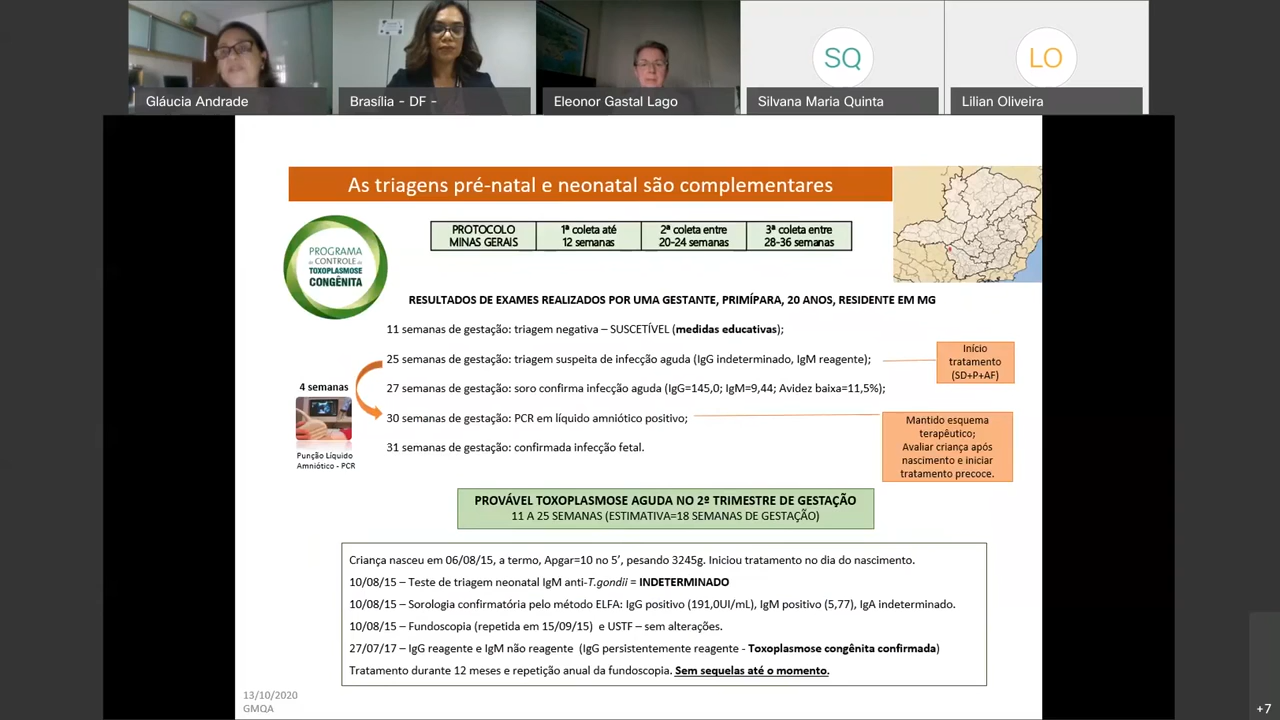 Gláucia Andrade
Brasília - DF -
Eleonor Gastal Lago
SQ
Silvana Maria Quinta
LO
Lilian Oliveira
As triagens pré-natal e neonatal são complementares
PROGRAMA
DE CONTROLE DA
TOXOPLASMOSE
CONGÊNITA
PROTOCOLO
MINAS GERAIS
1ª coleta até
12 semanas
2ª coleta entre
20-24 semanas
3ª coleta entre
28-36 semanas
RESULTADOS DE EXAMES REALIZADOS POR UMA GESTANTE, PRIMÍPARA, 20 ANOS, RESIDENTE EM MG
11 semanas de gestação: triagem negativa – SUSCETÍVEL (medidas educativas);
25 semanas de gestação: triagem suspeita de infecção aguda (IgG indeterminado, IgM reagente);
Início
tratamento
(SD+P+AF)
27 semanas de gestação: soro confirma infecção aguda (IgG=145,0; IgM=9,44; Avidez baixa=11,5%);
4 semanas
30 semanas de gestação: PCR em líquido amniótico positivo;
Mantido esquema
terapêutico;
Avaliar criança após
nascimento e iniciar
tratamento precoce.
31 semanas de gestação: confirmada infecção fetal.
Punção Líquido
Amniótico - PCR
PROVÁVEL TOXOPLASMOSE AGUDA NO 2º TRIMESTRE DE GESTAÇÃO
11 A 25 SEMANAS (ESTIMATIVA=18 SEMANAS DE GESTAÇÃO)
Criança nasceu em 06/08/15, a termo, Apgar=10 no 5’, pesando 3245g. Iniciou tratamento no dia do nascimento.
10/08/15 – Teste de triagem neonatal IgM anti-T.gondii = INDETERMINADO
10/08/15 – Sorologia confirmatória pelo método ELFA: IgG positivo (191,0UI/mL), IgM positivo (5,77), IgA indeterminado.
10/08/15 – Fundoscopia (repetida em 15/09/15) e USTF – sem alterações.
27/07/17 – IgG reagente e IgM não reagente (IgG persistentemente reagente - Toxoplasmose congênita confirmada)
Tratamento durante 12 meses e repetição anual da fundoscopia. Sem sequelas até o momento.
13/10/2020
GMQA
+7